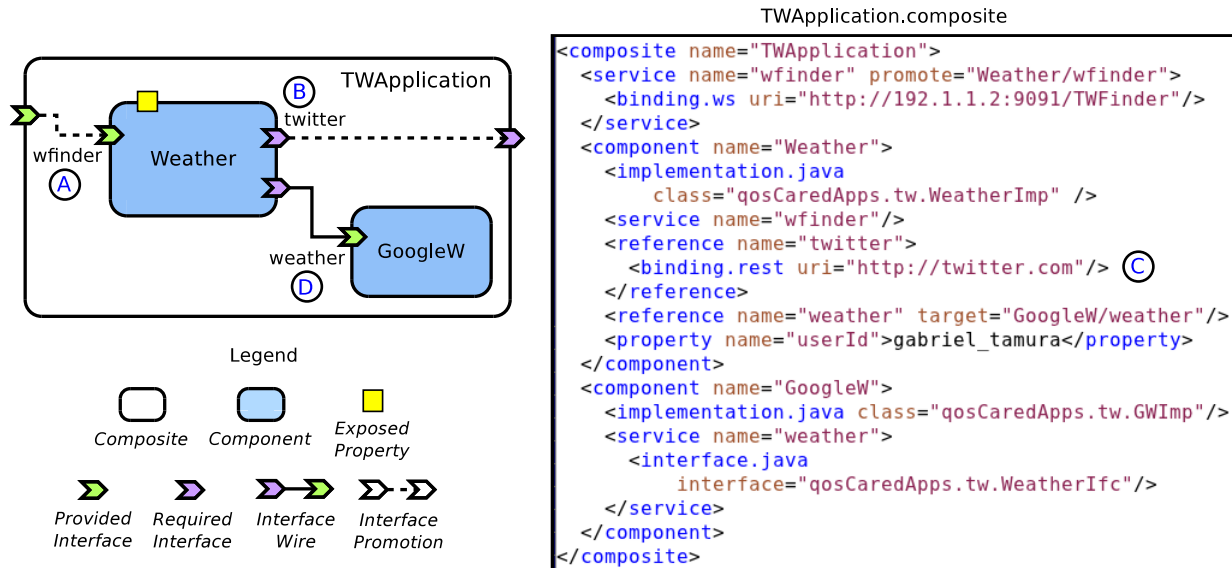 TWApplication
B
twitter
wfinder
A
Weather
weather
D
GoogleW
Legend
Composite
Component
Exposed
Property
Provided
Interface
Required
Interface
Interface
Wire
Interface
Promotion
TWApplication.composite
<composite name="TWApplication">
  <service name="wfinder" promote="Weather/wfinder">
    <binding.ws uri="http://192.1.1.2:9091/TWFinder"/>
  </service>
  <component name="Weather">
    <implementation.java
        class="qosCaredApps.tw.WeatherImp" />
    <service name="wfinder"/>
    <reference name="twitter">
      <binding.rest uri="http://twitter.com"/> C
    </reference>
    <reference name="weather" target="GoogleW/weather"/>
    <property name="userId">gabriel_tamura</property>
  </component>
  <component name="GoogleW">
    <implementation.java class="qosCaredApps.tw.GWImp"/>
    <service name="weather">
      <interface.java
          interface="qosCaredApps.tw.WeatherIfc"/>
    </service>
  </component>
</composite>